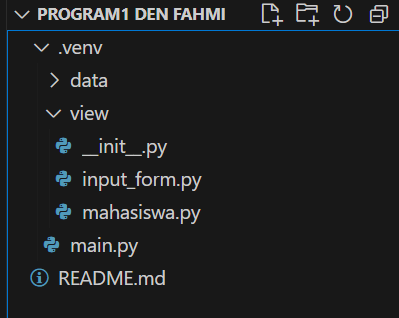 PROGRAM1 DEN FAHMI
.venv
data
view
__init__.py
input_form.py
mahasiswa.py
main.py
README.md